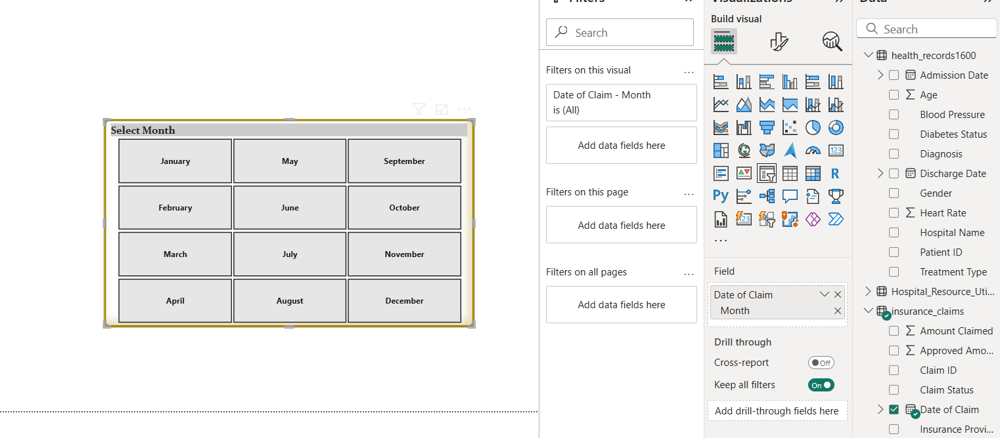 Filters
Visualizations
Data
Build visual
Search
Search
Select Month
January
May
September
February
June
October
March
July
November
April
August
December
Filters on this visual
...
Date of Claim - Month
is (All)
Add data fields here
Filters on this page
...
Add data fields here
Filters on all pages
...
Add data fields here
123
R
Py
123
...
Field
Date of Claim
Month
Drill through
Cross-report
Off
Keep all filters
On
Add drill-through fields here
health_records1600
Admission Date
Age
Blood Pressure
Diabetes Status
Diagnosis
Discharge Date
Gender
Heart Rate
Hospital Name
Patient ID
Treatment Type
Hospital_Resource_Uti...
insurance_claims
Amount Claimed
Approved Amo...
Claim ID
Claim Status
Date of Claim
Insurance Provi...